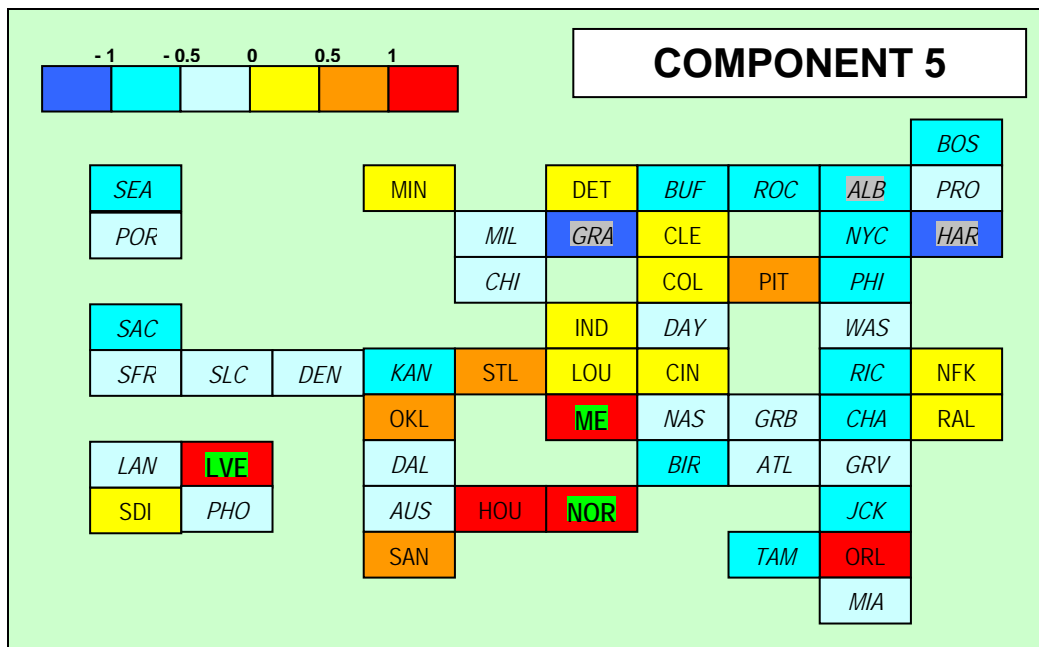 - 1 - 0.5 0 0.5 1
COMPONENT 5
BOS
SEA MIN DET BUF ROC ALB PRO
POR MIL GRA CLE NYC HAR
CHI COL PIT PHI
SAC IND DAY WAS
SFR SLC DEN KAN STL LOU CIN RIC NFK
OKL ME NAS GRB CHA RAL
LAN LVE DAL BIR ATL GRV
SDI PHO AUS HOU NOR JCK
SAN TAM ORL
MIA